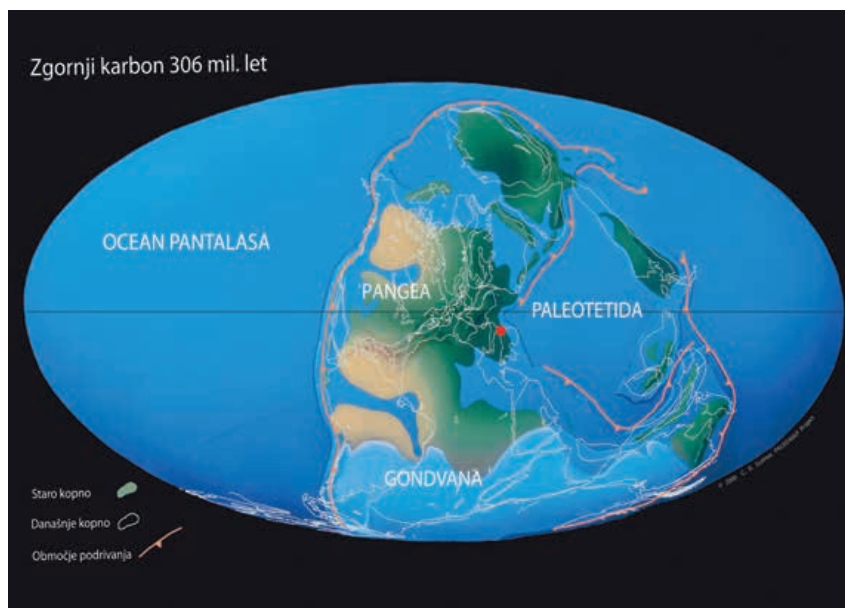 Zgornji karbon 306 mil. let
OCEAN PANTALASA
PANGEA
PALEOTETIDA
GONDVANA
Staro kopno
Današnje kopno
Območje podrivanja